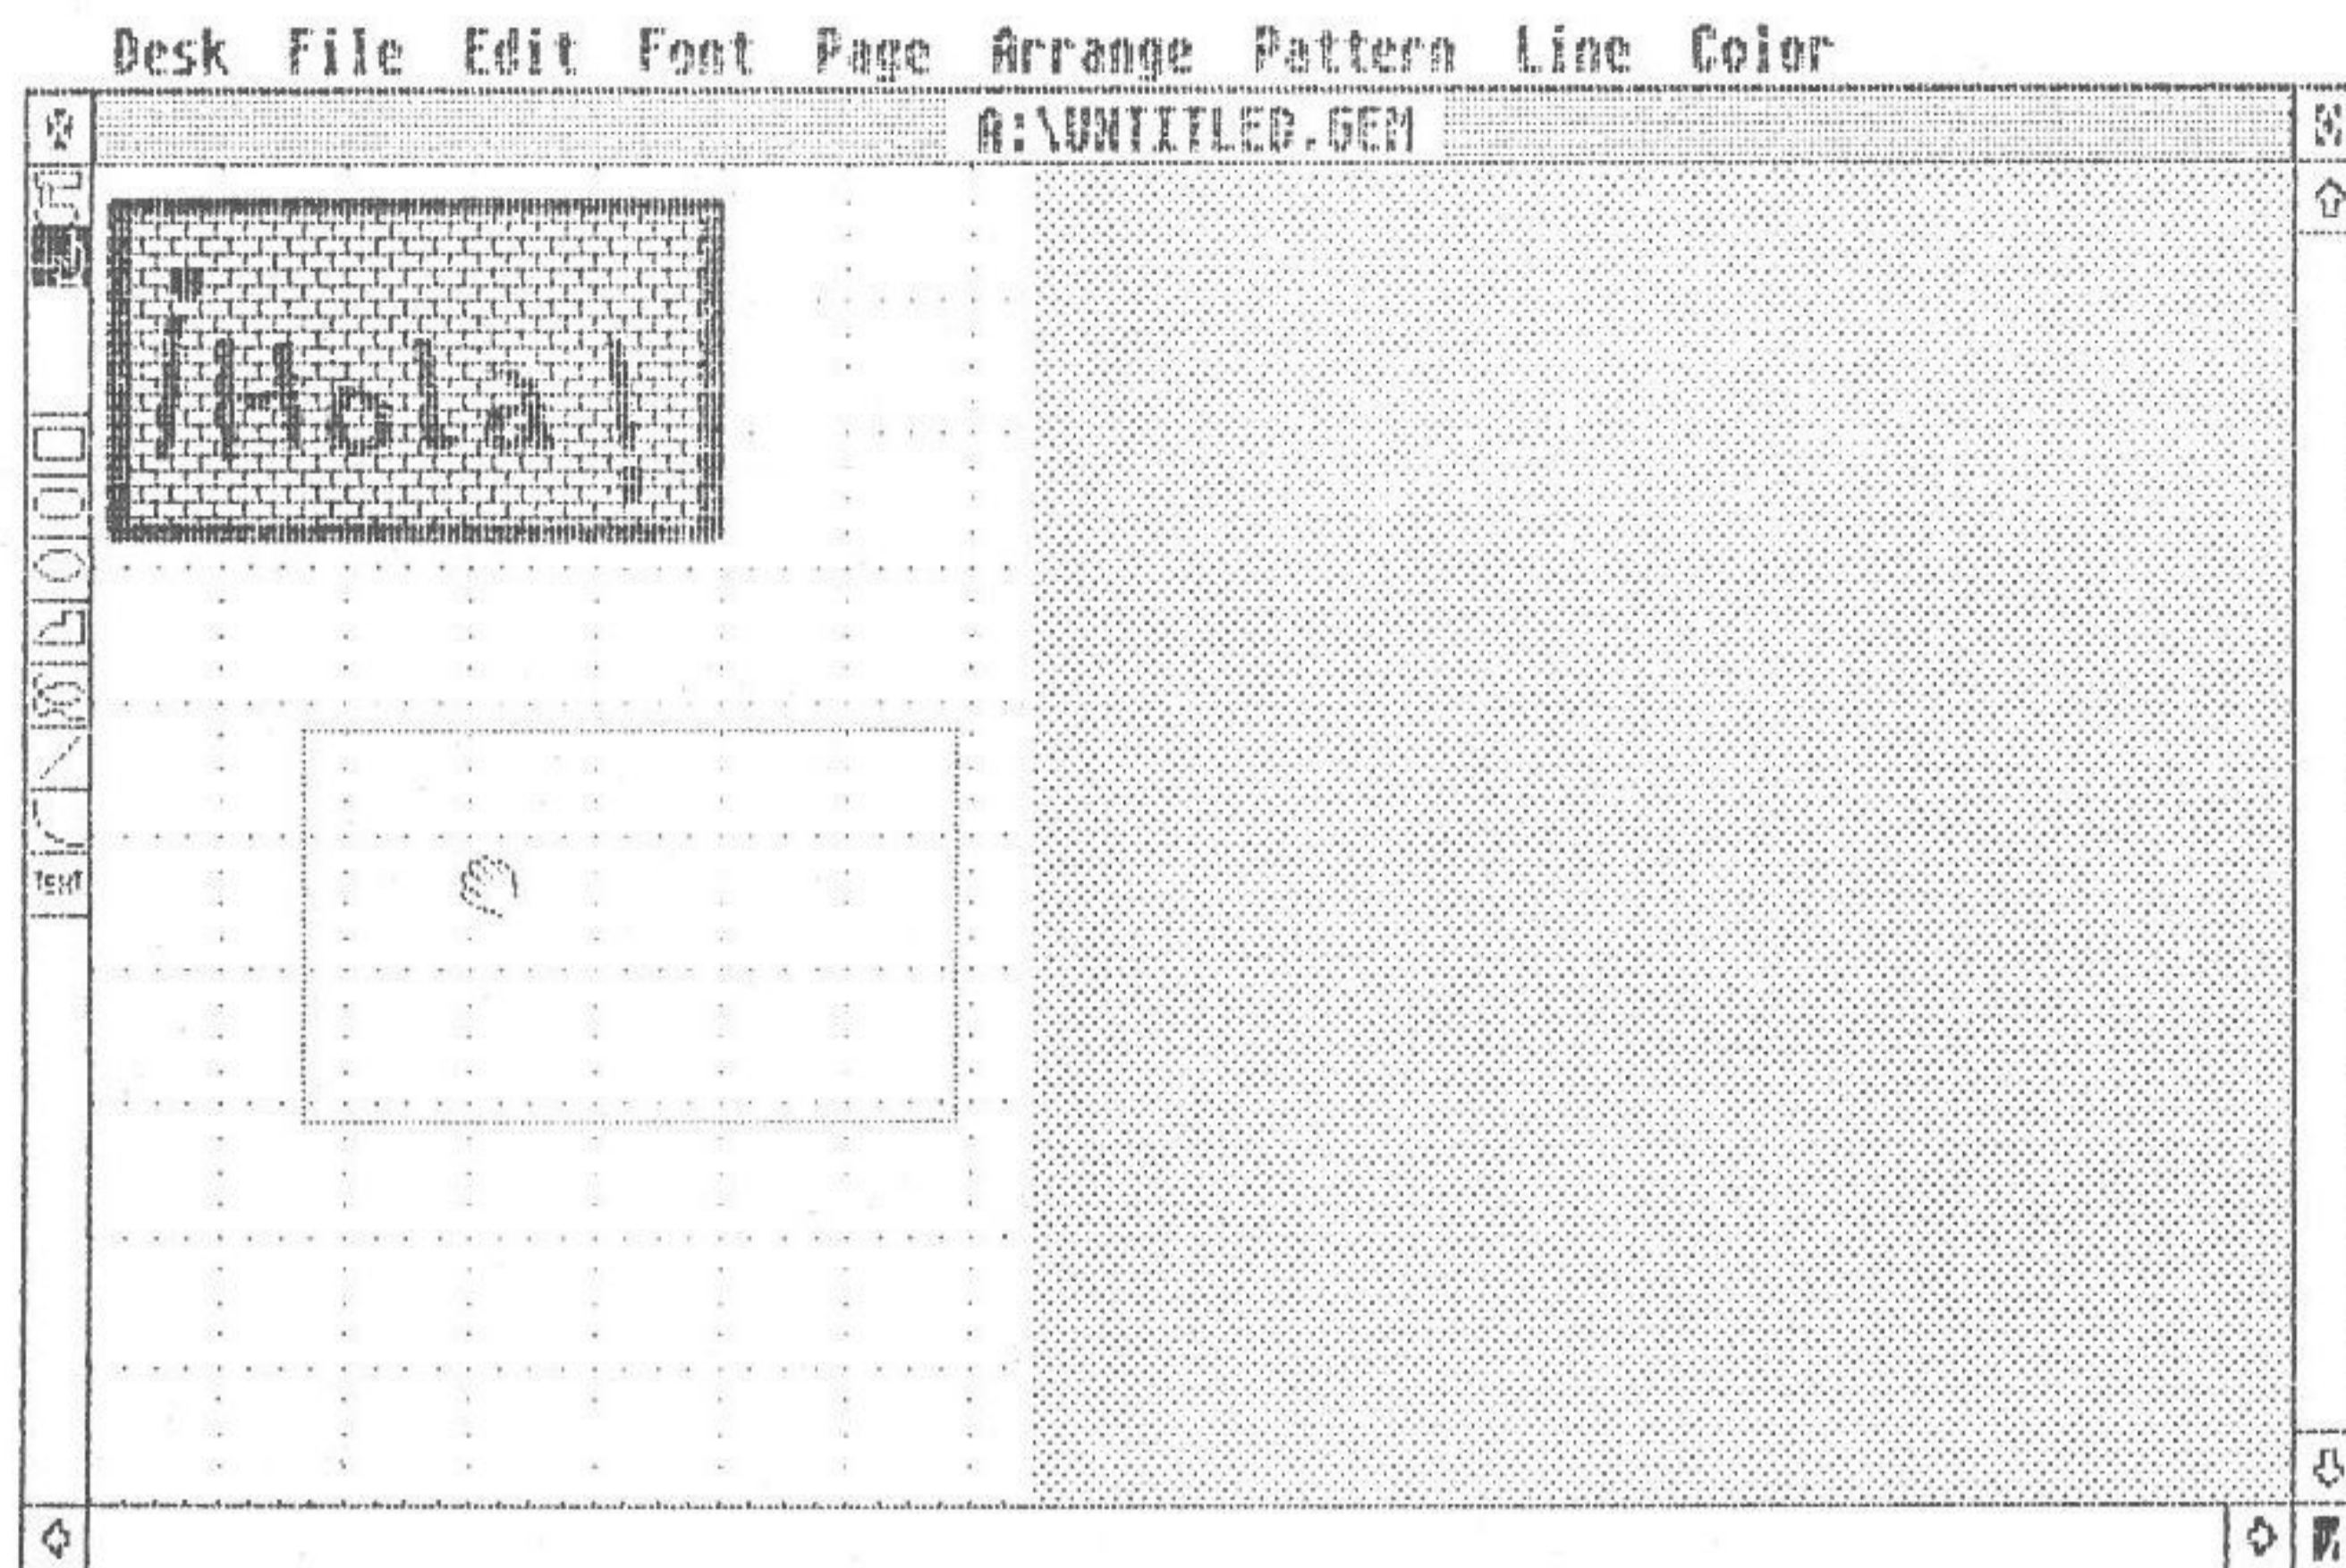 Desk File Edit Font Page Arrange Pattern Line Color
A:\UNTITLED.GEM
¡Hola!
Text